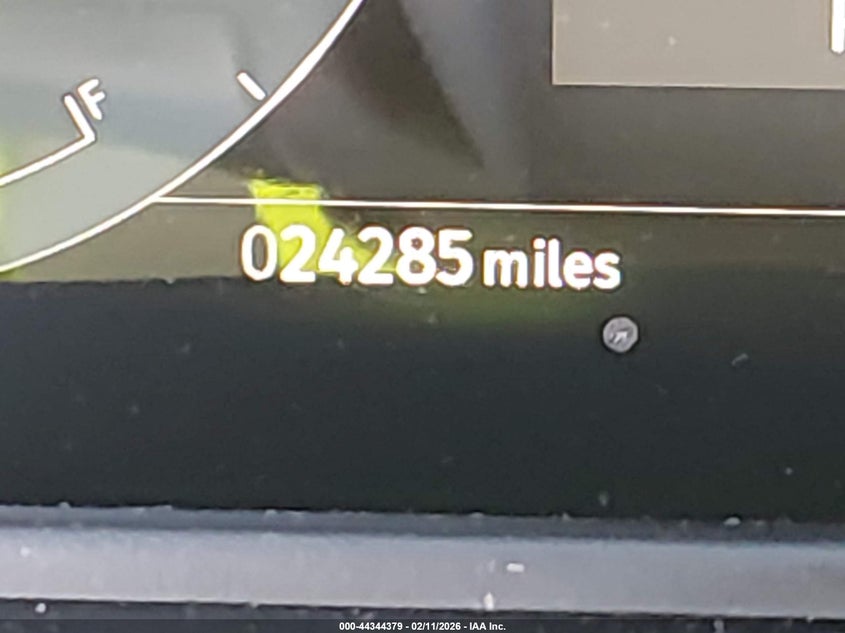 F
024285 miles
000-44344379 - 02/11/2026 - IAA Inc.